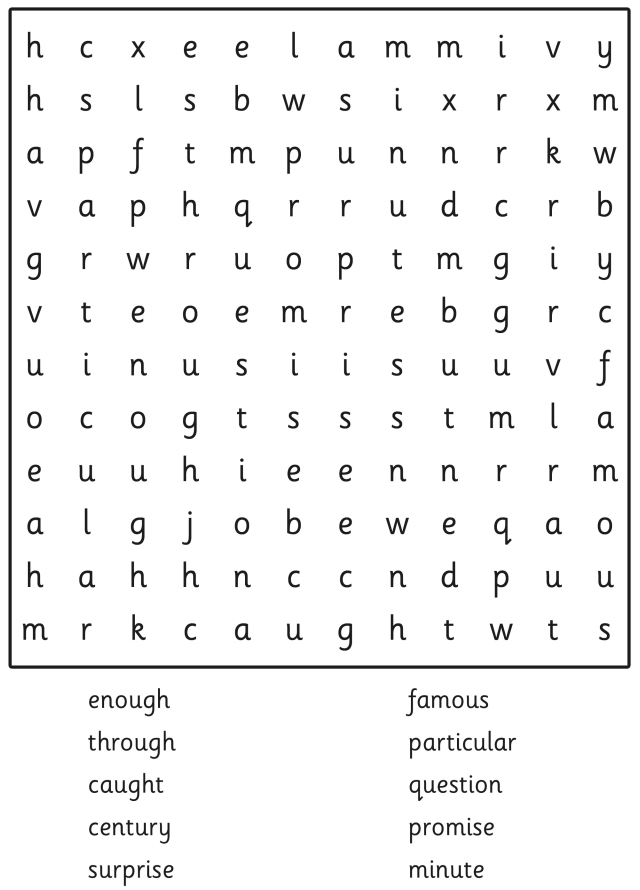 h c x e e l a m m i v y
h s l s b w s i x r x m
a p f t m p u n n r k w
v a p h q r r u d c r b
g r w r u o p t m g i y
v t e o e m r e b g r c
u i n u s i i s u u v f
o c o g t s s s t m l a
e u u h i e e n n r r m
a l g j o b e w e q a o
h a h h n c c n d p u u
m r k c a u g h t w t s
enough famous
through particular
caught question
century promise
surprise minute